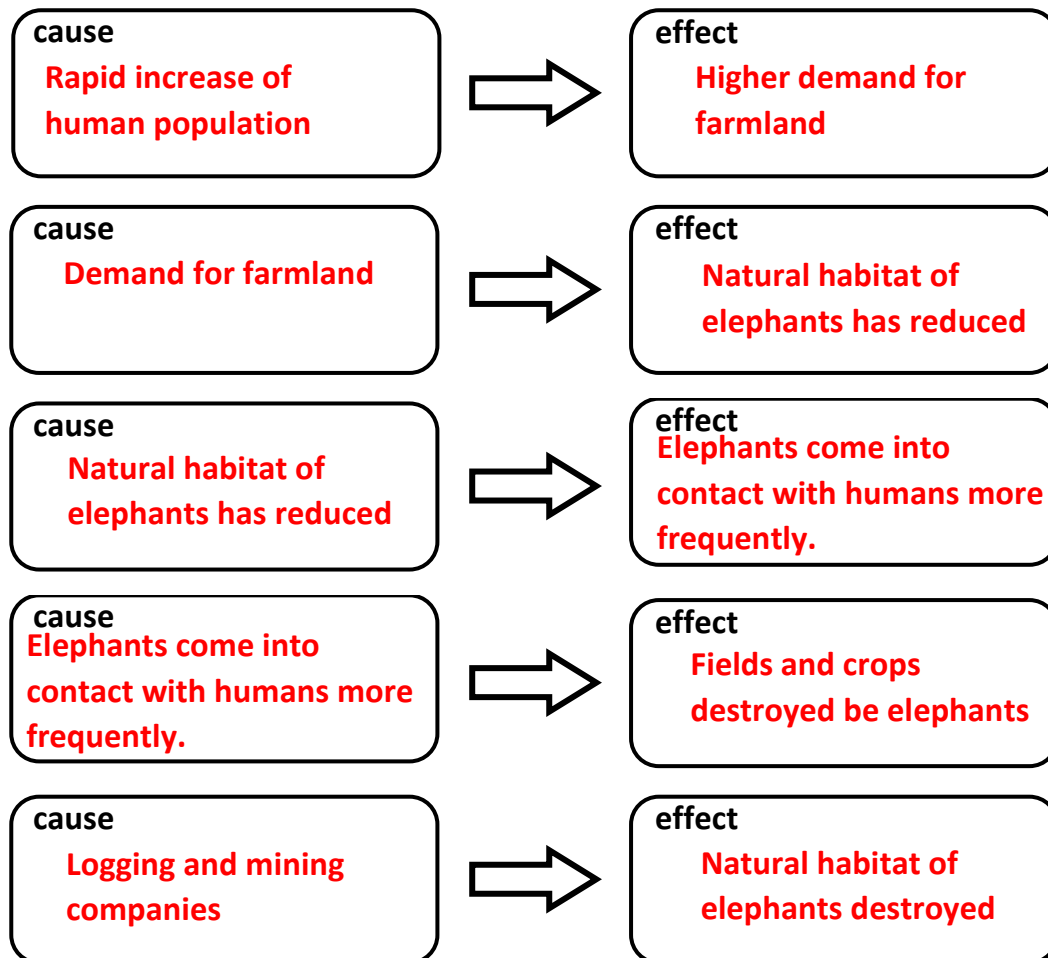 cause
Rapid increase of
human population
effect
Higher demand for
farmland
cause
Demand for farmland
effect
Natural habitat of
elephants has reduced
cause
Natural habitat of
elephants has reduced
effect
Elephants come into
contact with humans more
frequently.
cause
Elephants come into
contact with humans more
frequently.
effect
Fields and crops
destroyed be elephants
cause
Logging and mining
companies
effect
Natural habitat of
elephants destroyed